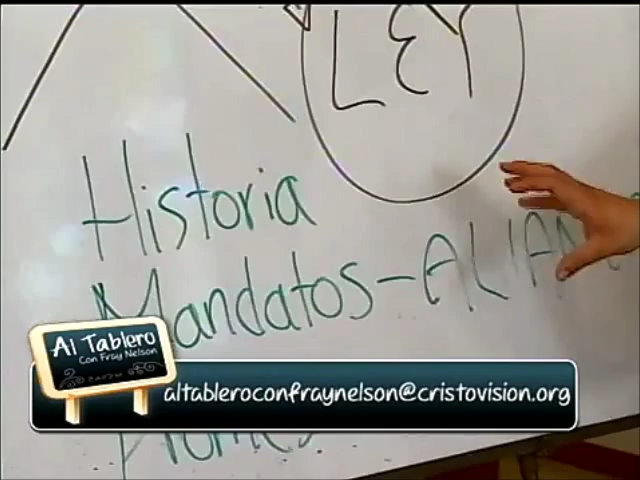 LEY
Historia
Mandatos - ALIAN
Al Tablero
Con Fray Nelson
altableroconfraynelson@cristovision.org